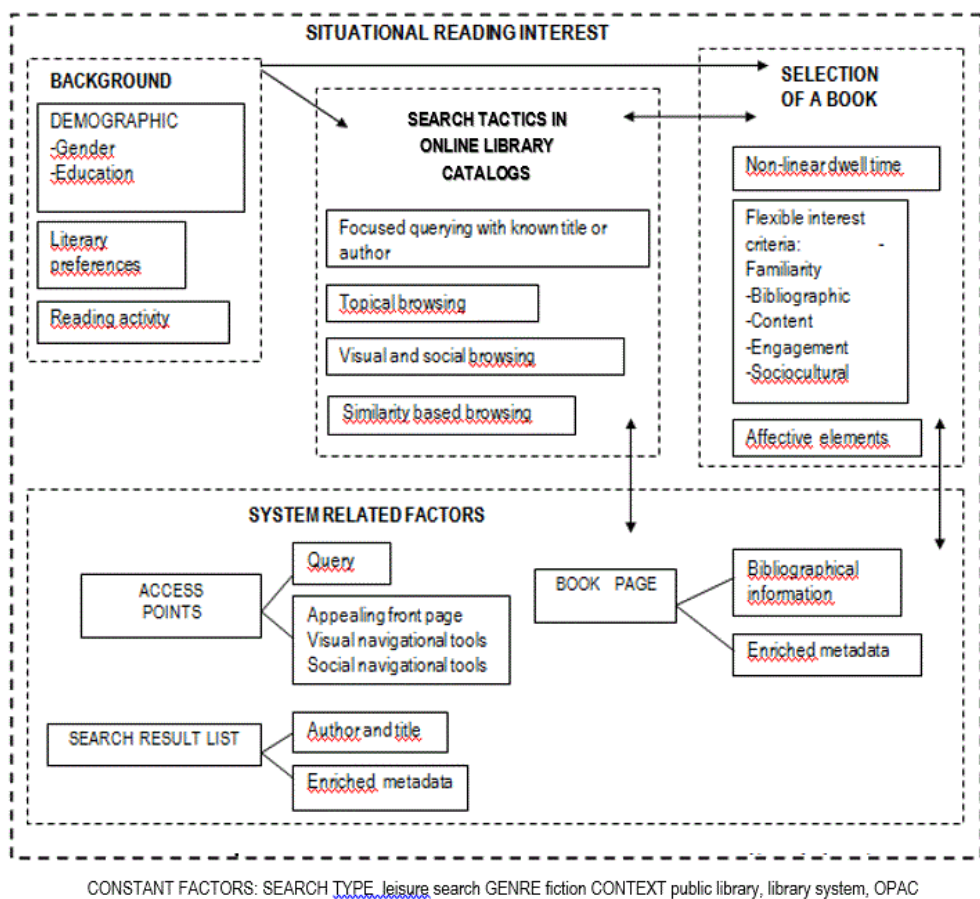 SITUATIONAL READING INTEREST
BACKGROUND
DEMOGRAPHIC
-Gender
-Education
Literary
preferences
Reading activity
SEARCH TACTICS IN
ONLINE LIBRARY
CATALOGS
Focused querying with known title or
author
Topical browsing
Visual and social browsing
Similarity based browsing
SELECTION
OF A BOOK
Non-linear dwell time
Flexible interest
criteria: -
Familiarity
-Bibliographic
-Content
-Engagement
-Sociocultural
Affective elements
SYSTEM RELATED FACTORS
ACCESS
POINTS
Query
Appealing front page
Visual navigational tools
Social navigational tools
SEARCH RESULT LIST
Author and title
Enriched metadata
BOOK PAGE
Bibliographical
information
Enriched metadata
CONSTANT FACTORS: SEARCH TYPE leisure search GENRE fiction CONTEXT public library, library system, OPAC